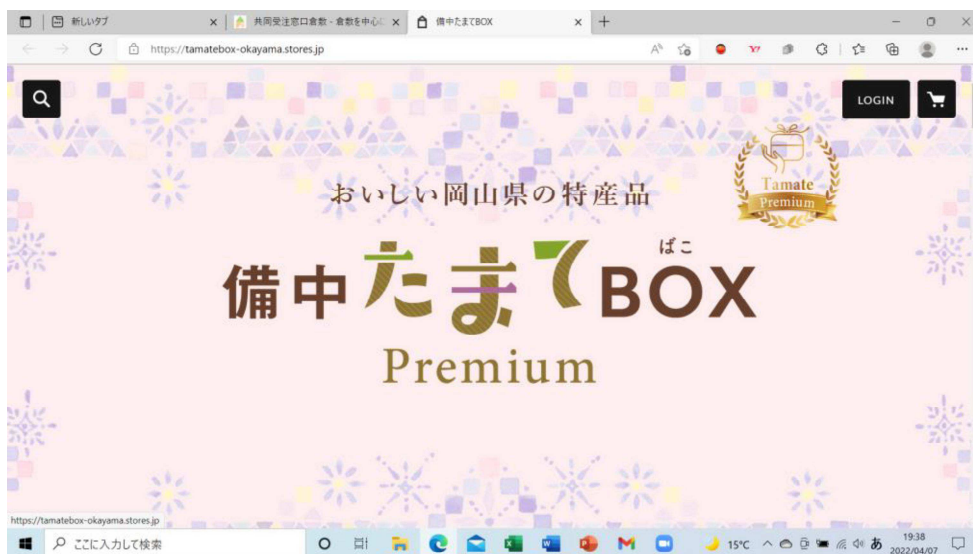 新しいタブ
共同受注窓口倉敷 - 倉敷を中心に
備中たまてBOX
https://tamatebox-okayama.stores.jp
LOGIN
Tamate
Premium
おいしい岡山県の特産品
ばこ
備中たまてBOX
Premium
https://tamatebox-okayama.stores.jp
ここに入力して検索
15°C
あ
19:38
2022/04/07